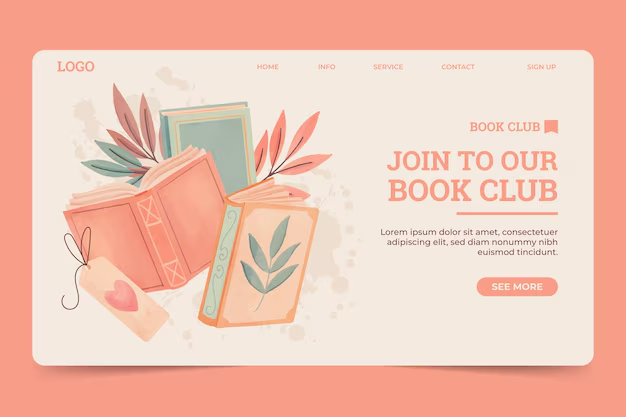 LOGO
HOME INFO SERVICE CONTACT SIGN UP
BOOK CLUB
JOIN TO OUR
BOOK CLUB
Lorem ipsum dolor sit amet, consectetuer
adipiscing elit, sed diam nonummy nibh
euismod tincidunt.
SEE MORE